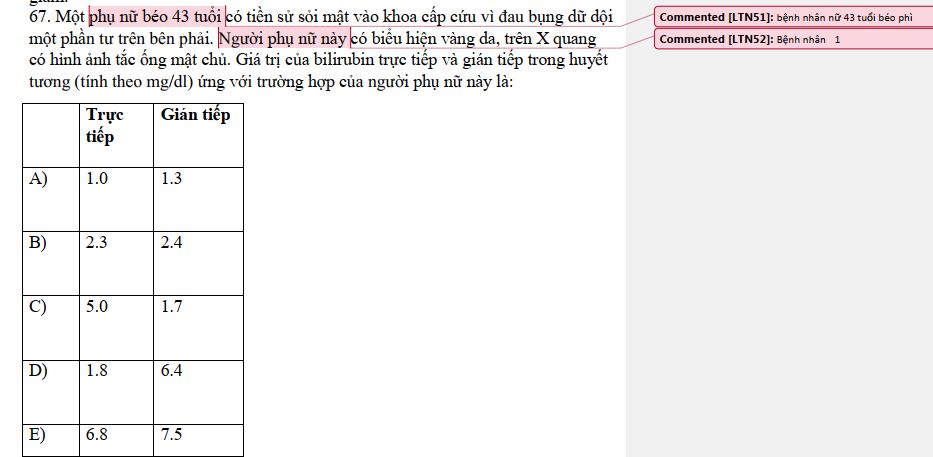 67. Một phụ nữ béo 43 tuổi có tiền sử sỏi mật vào khoa cấp cứu vì đau bụng dữ dội
một phần tư trên bên phải. Người phụ nữ này có biểu hiện vàng da, trên X quang
có hình ảnh tắc ống mật chủ. Giá trị của bilirubin trực tiếp và gián tiếp trong huyết
tương (tính theo mg/dl) ứng với trường hợp của người phụ nữ này là:
Trực Gián tiếp
tiếp
A) 1.0 1.3
B) 2.3 2.4
C) 5.0 1.7
D) 1.8 6.4
E) 6.8 7.5
Commented [LTN51]: bệnh nhân nữ 43 tuổi béo phì
Commented [LTN52]: Bệnh nhân 1